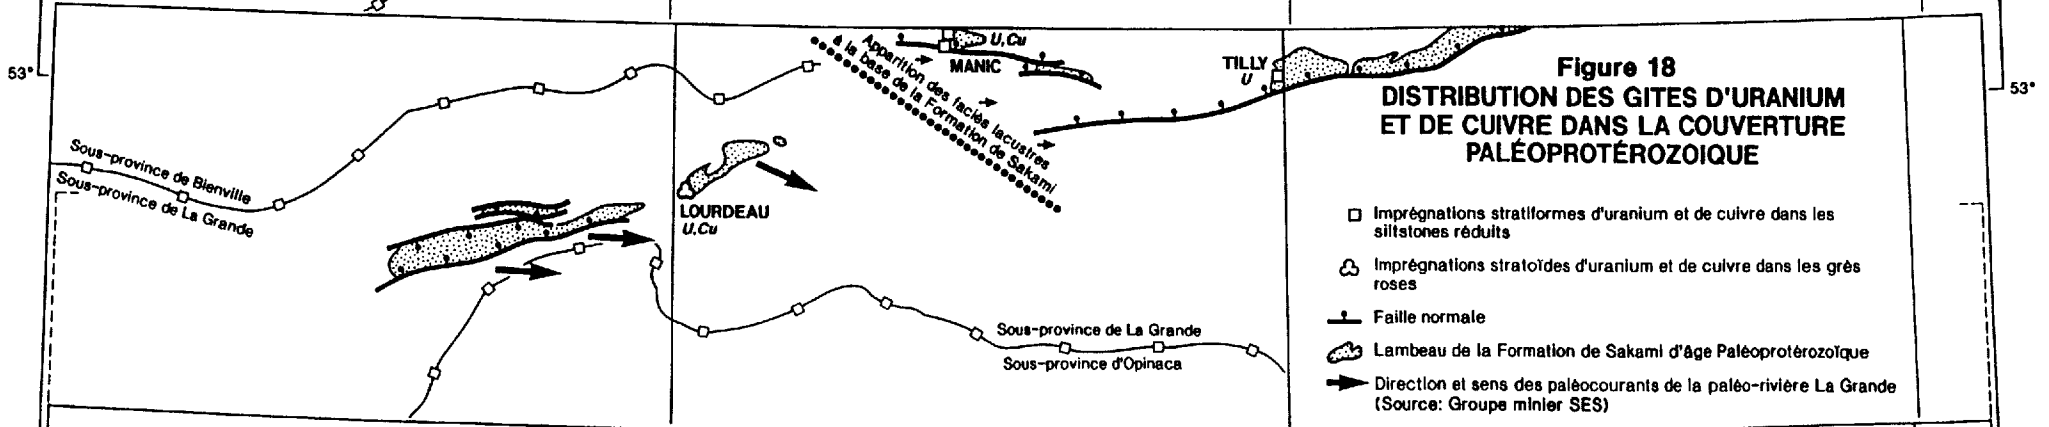 53°
Sous-province de Bienville
Sous-province de La Grande
LOURDEAU
U,Cu
Apparition des faciès lacustres
à la base de la Formation de Sakami
U,Cu
MANIC
TILLY
U
Sous-province de La Grande
Sous-province d'Opinaca
53°
Figure 18
DISTRIBUTION DES GITES D'URANIUM
ET DE CUIVRE DANS LA COUVERTURE
PALÉOPROTÉROZOIQUE
Imprégnations stratiformes d'uranium et de cuivre dans les
siltstones réduits
Imprégnations stratoïdes d'uranium et de cuivre dans les grès
roses
Faille normale
Lambeau de la Formation de Sakami d'âge Paléoprotérozoïque
Direction et sens des paléocourants de la paléo-rivière La Grande
(Source: Groupe minier SES)